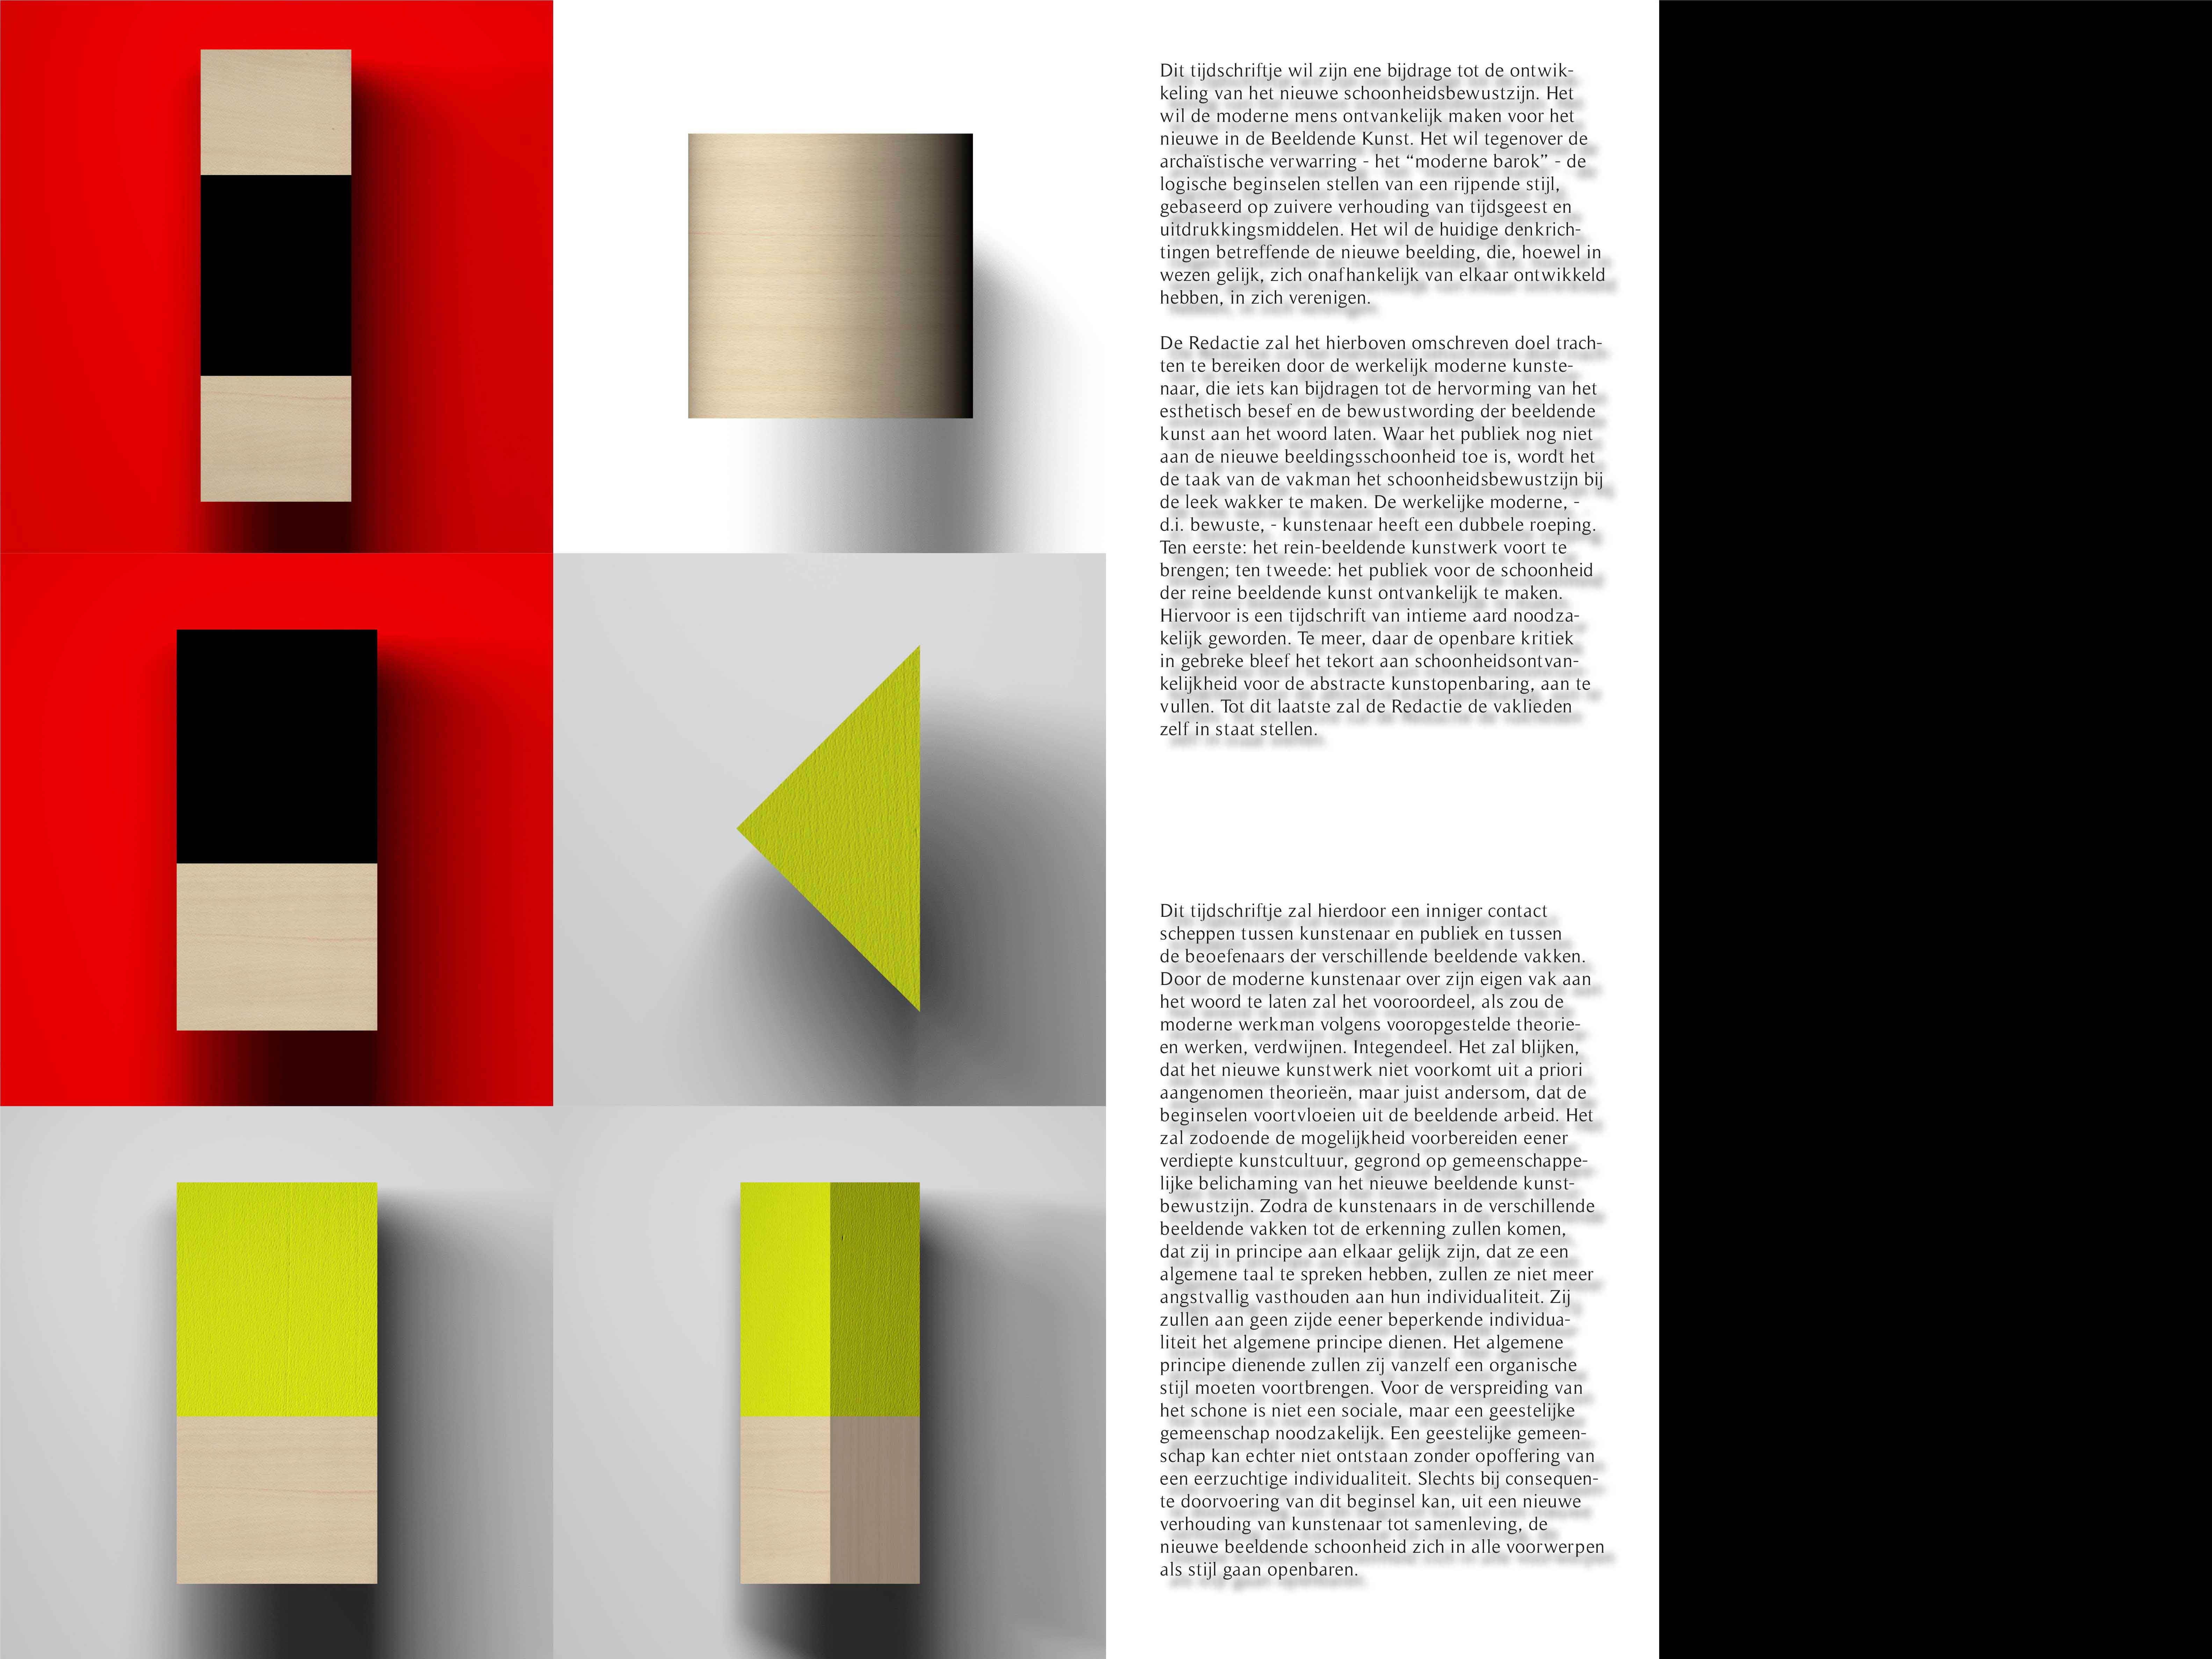 Dit tijdschriftje wil zijn ene bijdrage tot de ontwik-
keling van het nieuwe schoonheidsbewustzijn. Het
wil de moderne mens ontvankelijk maken voor het
nieuwe in de Beeldende Kunst. Het wil tegenover de
archaïstische verwarring - het “moderne barok” - de
logische beginselen stellen van een rijpende stijl,
gebaseerd op zuivere verhouding van tijdsgeest en
uitdrukkingsmiddelen. Het wil de huidige denkrich-
tingen betreffende de nieuwe beelding, die, hoewel in
wezen gelijk, zich onafhankelijk van elkaar ontwikkeld
hebben, in zich verenigen.
De Redactie zal het hierboven omschreven doel trach-
ten te bereiken door de werkelijk moderne kunste-
naar, die iets kan bijdragen tot de hervorming van het
esthetisch besef en de bewustwording der beeldende
kunst aan het woord laten. Waar het publiek nog niet
aan de nieuwe beeldingsschoonheid toe is, wordt het
de taak van de vakman het schoonheidsbewustzijn bij
de leek wakker te maken. De werkelijke moderne, -
d.i. bewuste, - kunstenaar heeft een dubbele roeping.
Ten eerste: het rein-beeldende kunstwerk voort te
brengen; ten tweede: het publiek voor de schoonheid
der reine beeldende kunst ontvankelijk te maken.
Hiervoor is een tijdschrift van intieme aard noodza-
kelijk geworden. Te meer, daar de openbare kritiek
in gebreke bleef het tekort aan schoonheidsontvan-
kelijkheid voor de abstracte kunstopenbaring, aan te
vullen. Tot dit laatste zal de Redactie de vaklieden
zelf in staat stellen.
Dit tijdschriftje zal hierdoor een inniger contact
scheppen tussen kunstenaar en publiek en tussen
de beoefenaars der verschillende beeldende vakken.
Door de moderne kunstenaar over zijn eigen vak aan
het woord te laten zal het vooroordeel, als zou de
moderne werkman volgens vooropgestelde theorie-
en werken, verdwijnen. Integendeel. Het zal blijken,
dat het nieuwe kunstwerk niet voorkomt uit a priori
aangenomen theorieën, maar juist andersom, dat de
beginselen voortvloeien uit de beeldende arbeid. Het
zal zodoende de mogelijkheid voorbereiden eener
verdiepte kunstcultuur, gegrond op gemeenschappe-
lijke belichaming van het nieuwe beeldende kunst-
bewustzijn. Zodra de kunstenaars in de verschillende
beeldende vakken tot de erkenning zullen komen,
dat zij in principe aan elkaar gelijk zijn, dat ze een
algemene taal te spreken hebben, zullen ze niet meer
angstvallig vasthouden aan hun individualiteit. Zij
zullen aan geen zijde eener beperkende individua-
liteit het algemene principe dienen. Het algemene
principe dienende zullen zij vanzelf een organische
stijl moeten voortbrengen. Voor de verspreiding van
het schone is niet een sociale, maar een geestelijke
gemeenschap noodzakelijk. Een geestelijke gemeen-
schap kan echter niet ontstaan zonder opoffering van
een eerzuchtige individualiteit. Slechts bij consequen-
te doorvoering van dit beginsel kan, uit een nieuwe
verhouding van kunstenaar tot samenleving, de
nieuwe beeldende schoonheid zich in alle voorwerpen
als stijl gaan openbaren.